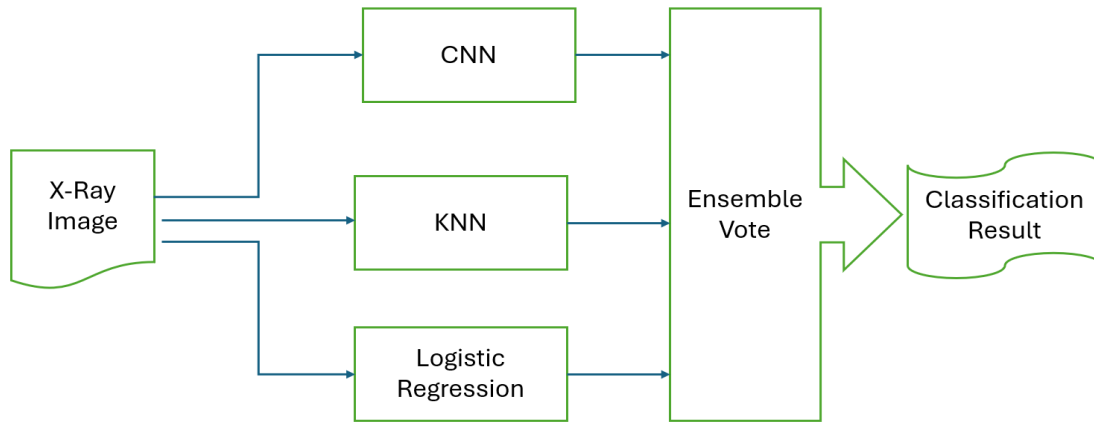 X-Ray
Image
CNN
KNN
Logistic
Regression
Ensemble
Vote
Classification
Result